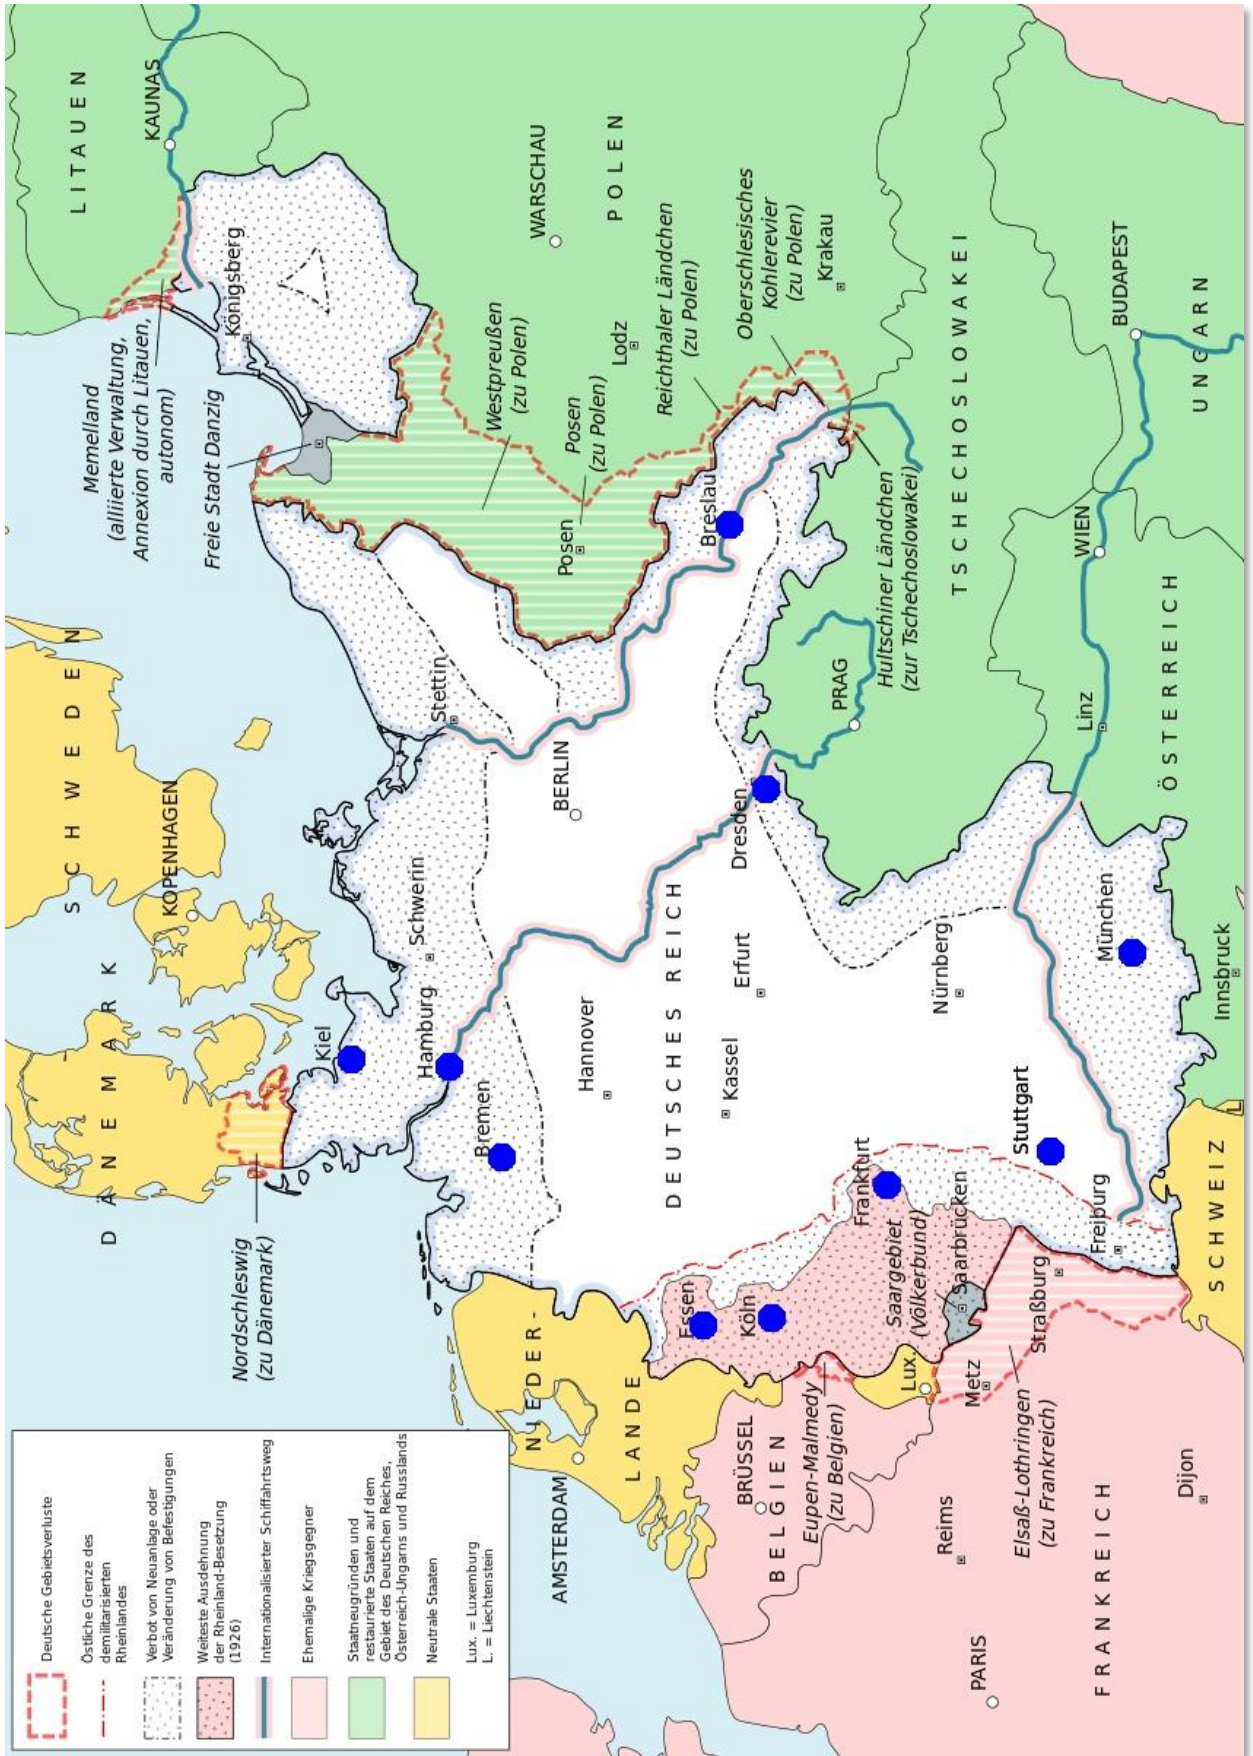 Deutsche Gebietsverluste
Östliche Grenze des
demilitarisierten
Rheinlandes
Verbot von Neuanlage oder
Veränderung von Befestigungen
Weiteste Ausdehnung
der Rheinland-Besetzung
(1926)
Internationalisierter Schiffahrtsweg
Ehemalige Kriegsgegner
Staatneugründen und
restaurierte Staaten auf dem
Gebiet des Deutschen Reiches,
Österreich-Ungarns und Russlands
Neutrale Staaten
Lux. = Luxemburg
L. = Liechtenstein
SCHWEDEN
DÄNEMARK
KOPENHAGEN
LITAUEN
KAUNAS
Memelland
(alliierte Verwaltung,
Annexion durch Litauen,
autonom)
Freie Stadt Danzig
Königsberg
Nordschleswig
(zu Dänemark)
Kiel
Hamburg
Schwerin
Stettin
Bremen
Westpreußen
(zu Polen)
WARSCHAU
POLEN
NIEDER-
LANDE
AMSTERDAM
Hannover
BERLIN
Posen
Posen
(zu Polen)
Lodz
DEUTSCHES REICH
Reichthaler Ländchen
(zu Polen)
Oberschlesisches
Kohlerevier
(zu Polen)
Krakau
Essen
Köln
Kassel
Erfurt
Dresden
Breslau
BRÜSSEL
BELGIEN
Eupen-Malmedy
(zu Belgien)
Frankfurt
Saargebiet
(Völkerbund)
Saarbrücken
PRAG
Hultschiner Ländchen
(zur Tschechoslowakei)
TSCHECHOSLOWAKEI
Lux.
Metz
Reims
PARIS
Nürnberg
Stuttgart
Straßburg
Elsaß-Lothringen
(zu Frankreich)
Freiburg
München
Linz
WIEN
BUDAPEST
UNGARN
FRANKREICH
Dijon
SCHWEIZ
L
Innsbruck
ÖSTERREICH